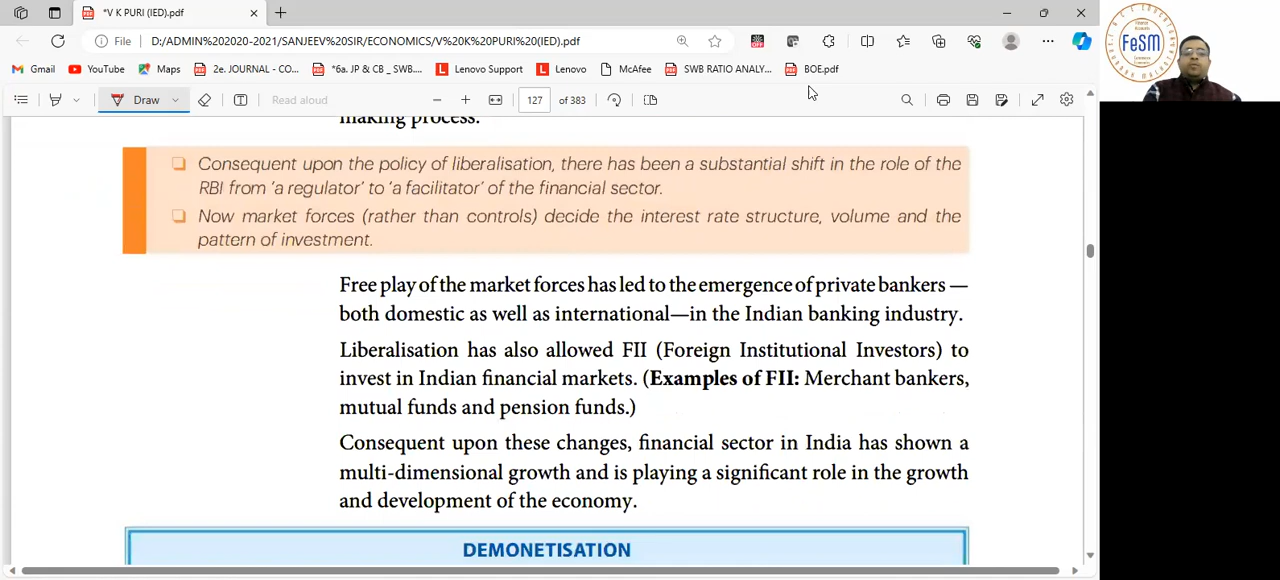 *V K PURI (IED).pdf
File D:/ADMIN%202020-2021/SANJEEV SIR/ECONOMICS/V%20K%20PURI%20(IED).pdf
Gmail YouTube Maps 2e. JOURNAL - CO... *6a. JP & CB _ SWB... Lenovo Support Lenovo McAfee SWB RATIO ANALY... BOE.pdf
Draw Read aloud 127 of 383
making process.
Consequent upon the policy of liberalisation, there has been a substantial shift in the role of the
RBI from 'a regulator' to 'a facilitator' of the financial sector.
Now market forces (rather than controls) decide the interest rate structure, volume and the
pattern of investment.
Free play of the market forces has led to the emergence of private bankers —
both domestic as well as international—in the Indian banking industry.
Liberalisation has also allowed FII (Foreign Institutional Investors) to
invest in Indian financial markets. (Examples of FII: Merchant bankers,
mutual funds and pension funds.)
Consequent upon these changes, financial sector in India has shown a
multi-dimensional growth and is playing a significant role in the growth
and development of the economy.
DEMONETISATION
FeSM